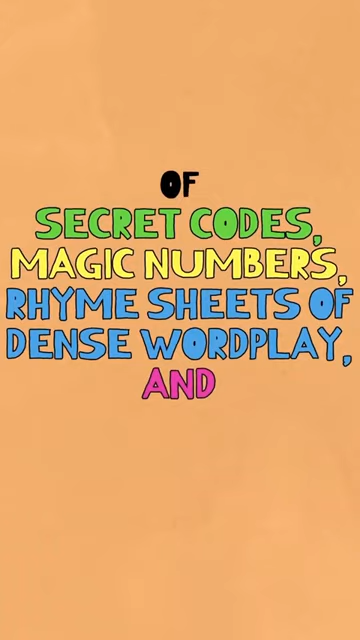 OF
SECRET CODES,
MAGIC NUMBERS,
RHYME SHEETS OF
DENSE WORDPLAY,
AND